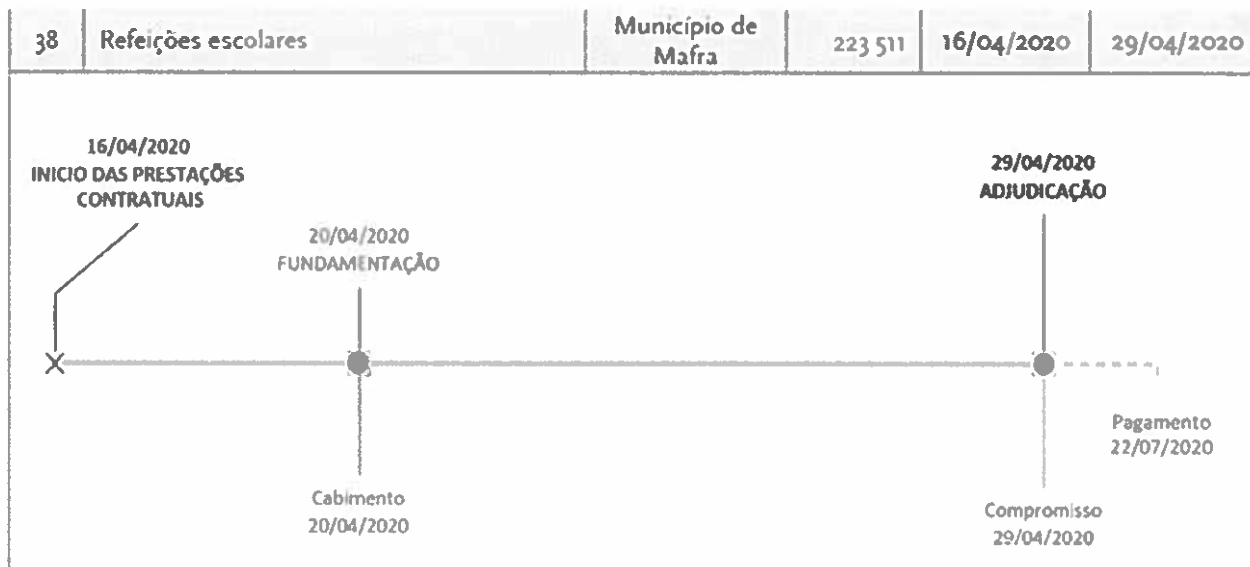 38 Refeições escolares Município de Mafra 223 511 16/04/2020 29/04/2020
16/04/2020
INICIO DAS PRESTAÇÕES
CONTRATUAIS
29/04/2020
ADJUDICAÇÃO
20/04/2020
FUNDAMENTAÇÃO
Pagamento
22/07/2020
Cabimento
20/04/2020
Compromisso
29/04/2020